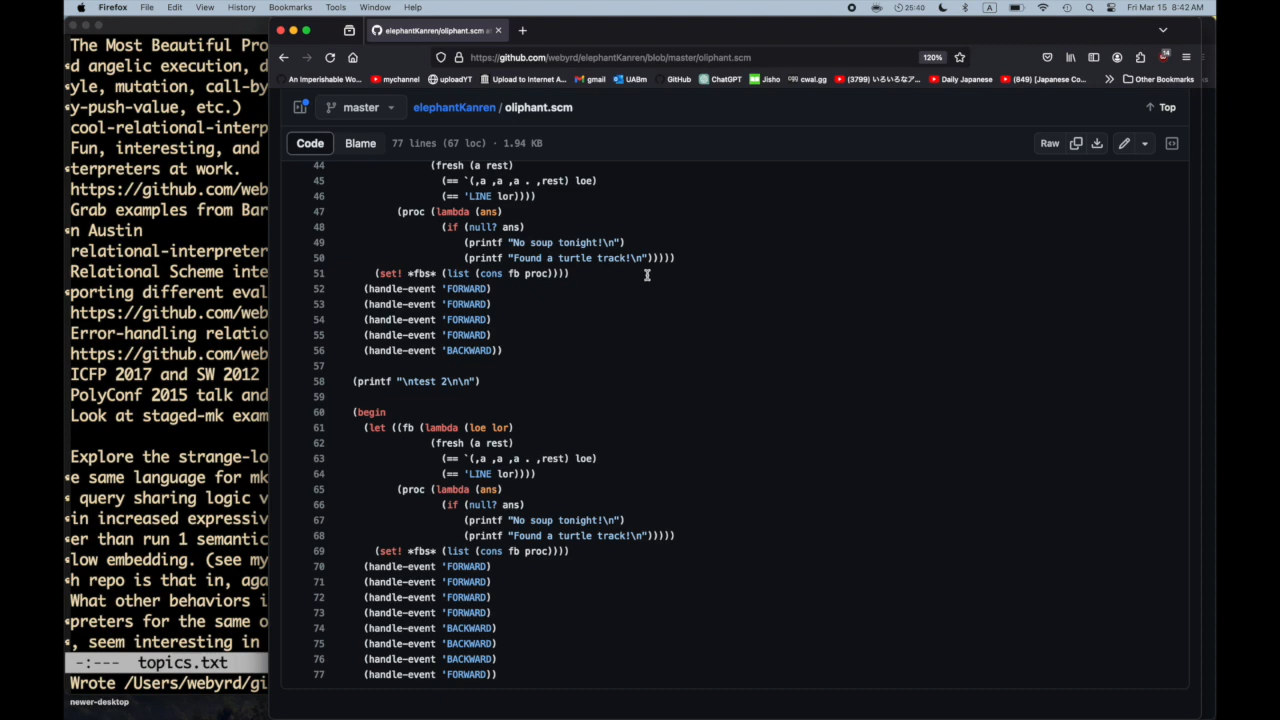 Firefox File Edit View History Bookmarks Tools Window Help 25:40 A Fri Mar 15 8:42 AM
elephantKanren/oliphant.scm a
https://github.com/webyrd/elephantKanren/blob/master/oliphant.scm 120% 14
An Imperishable Wo... mychannel uploadYT Upload to Internet A... gmail UABm GitHub ChatGPT Jisho cwal.gg (3799) いろいろなア... Daily Japanese (849) [Japanese Co... Other Bookmarks
master elephantKanren / oliphant.scm Top
Code Blame 77 lines (67 loc) · 1.94 KB Raw
44 (fresh (a rest)
45 (== `(,a ,a ,a . ,rest) loe)
46 (== 'LINE lor))))
47 (proc (lambda (ans)
48 (if (null? ans)
49 (printf "No soup tonight!\n")
50 (printf "Found a turtle track!\n")))))
51 (set! *fbs* (list (cons fb proc))))
52 (handle-event 'FORWARD)
53 (handle-event 'FORWARD)
54 (handle-event 'FORWARD)
55 (handle-event 'FORWARD)
56 (handle-event 'BACKWARD))
57
58 (printf "\ntest 2\n\n")
59
60 (begin
61 (let ((fb (lambda (loe lor)
62 (fresh (a rest)
63 (== `(,a ,a ,a . ,rest) loe)
64 (== 'LINE lor))))
65 (proc (lambda (ans)
66 (if (null? ans)
67 (printf "No soup tonight!\n")
68 (printf "Found a turtle track!\n")))))
69 (set! *fbs* (list (cons fb proc))))
70 (handle-event 'FORWARD)
71 (handle-event 'FORWARD)
72 (handle-event 'FORWARD)
73 (handle-event 'FORWARD)
74 (handle-event 'BACKWARD)
75 (handle-event 'BACKWARD)
76 (handle-event 'BACKWARD)
77 (handle-event 'FORWARD))
The Most Beautiful Pro
d angelic execution, d
yle, mutation, call-by
y-push-value, etc.)
cool-relational-interp
Fun, interesting, and
terpreters at work.
https://github.com/web
Grab examples from Bar
n Austin
relational-interpreter
Relational Scheme inte
porting different eval
https://github.com/web
Error-handling relatio
https://github.com/web
ICFP 2017 and SW 2012
PolyConf 2015 talk and
Look at staged-mk exam
Explore the strange-lo
e same language for mk
query sharing logic v
in increased expressiv
er than run 1 semantic
low embedding. (see my
h repo is that in, aga
What other behaviors i
preters for the same o
, seem interesting in
-:--- topics.txt
Wrote /Users/webyrd/gi
newer-desktop